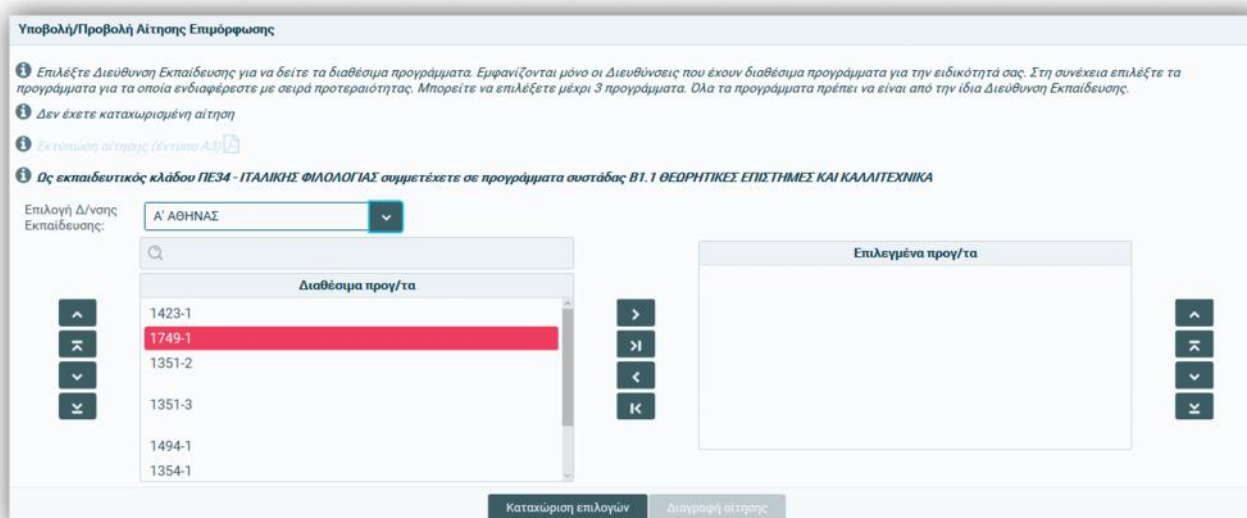 Υποβολή/Προβολή Αίτησης Επιμόρφωσης
Επιλέξτε Διεύθυνση Εκπαίδευσης για να δείτε τα διαθέσιμα προγράμματα. Εμφανίζονται μόνο οι Διευθύνσεις που έχουν διαθέσιμα προγράμματα για την ειδικότητά σας. Στη συνέχεια επιλέξτε τα
προγράμματα για τα οποία ενδιαφέρεστε με σειρά προτεραιότητας. Μπορείτε να επιλέξετε μέχρι 3 προγράμματα. Όλα τα προγράμματα πρέπει να είναι από την ίδια Διεύθυνση Εκπαίδευσης.
Δεν έχετε καταχωρισμένη αίτηση
Εκτύπωση αίτησης (έντυπο Α3)
Ως εκπαιδευτικός κλάδου ΠΕ34 - ΙΤΑΛΙΚΗΣ ΦΙΛΟΛΟΓΙΑΣ συμμετέχετε σε προγράμματα συστάδας Β1.1 ΘΕΩΡΗΤΙΚΕΣ ΕΠΙΣΤΗΜΕΣ ΚΑΙ ΚΑΛΛΙΤΕΧΝΙΚΑ
Επιλογή Δ/νσης
Εκπαίδευσης:
Α' ΑΘΗΝΑΣ
Διαθέσιμα προγ/τα
1423-1
1749-1
1351-2
1351-3
1494-1
1354-1
Επιλεγμένα προγ/τα
Καταχώριση επιλογών
Διαγραφή αίτησης